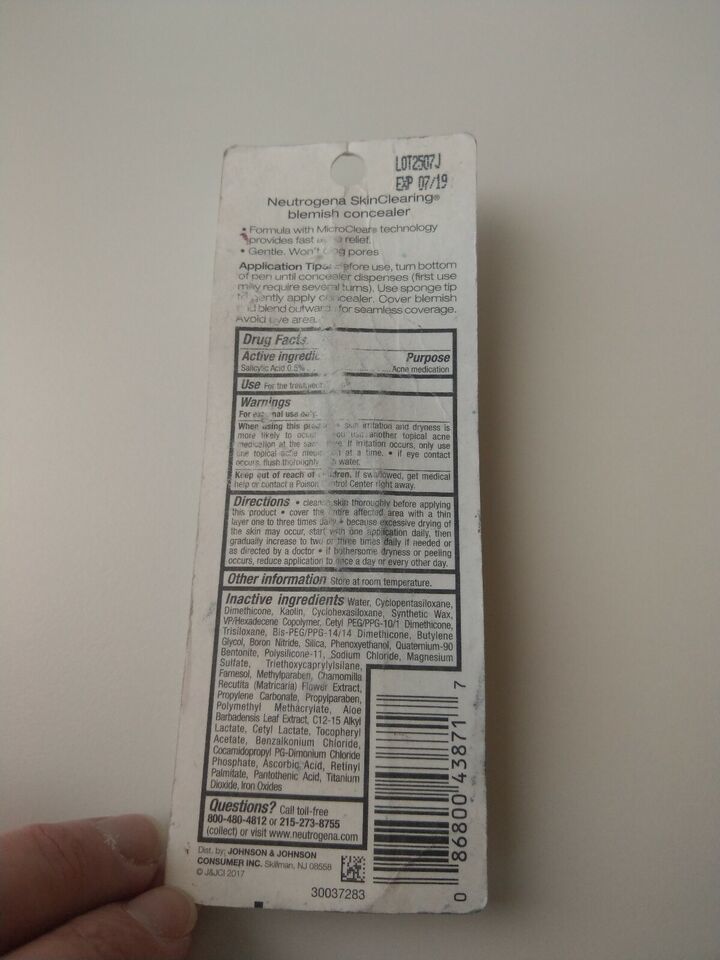 LOT2507J
EXP 07/19
Neutrogena SkinClearing®
blemish concealer
• Formula with MicroClear® technology
provides fast relief.
• Gentle. Won't pores
Application Tips: Before use, turn bottom
of pen until concealer dispenses (first use
may require several turns). Use sponge tip
to gently apply concealer. Cover blemish
and blend outward for seamless coverage.
Avoid eye area.
Drug Facts
Active ingredient Purpose
Salicylic Acid 0.5% Acne medication
Use For the treatment
Warnings
For external use only.
When using this product • skin irritation and dryness is
more likely to occur you use another topical acne
medication at the same time. If irritation occurs, only use
one topical acne medication at a time. • if eye contact
occurs, flush thoroughly with water.
Keep out of reach of children. If swallowed, get medical
help or contact a Poison Control Center right away.
Directions • cleanse skin thoroughly before applying
this product • cover the entire affected area with a thin
layer one to three times daily • because excessive drying of
the skin may occur, start with one application daily, then
gradually increase to two or three times daily if needed or
as directed by a doctor • if bothersome dryness or peeling
occurs, reduce application to once a day or every other day.
Other information Store at room temperature.
Inactive ingredients Water, Cyclopentasiloxane,
Dimethicone, Kaolin, Cyclohexasiloxane, Synthetic Wax,
VP/Hexadecene Copolymer, Cetyl PEG/PPG-10/1 Dimethicone,
Trisiloxane, Bis-PEG/PPG-14/14 Dimethicone, Butylene
Glycol, Boron Nitride, Silica, Phenoxyethanol, Quaternium-90
Bentonite, Polysilicone-11, Sodium Chloride, Magnesium
Sulfate, Triethoxycaprylylsilane,
Farnesol, Methylparaben, Chamomilla
Recutita (Matricaria) Flower Extract,
Propylene Carbonate, Propylparaben,
Polymethyl Methacrylate, Aloe
Barbadensis Leaf Extract, C12-15 Alkyl
Lactate, Cetyl Lactate, Tocopheryl
Acetate, Benzalkonium Chloride,
Cocamidopropyl PG-Dimonium Chloride
Phosphate, Ascorbic Acid, Retinyl
Palmitate, Pantothenic Acid, Titanium
Dioxide, Iron Oxides
Questions? Call toll-free
800-480-4812 or 215-273-8755
(collect) or visit www.neutrogena.com
Dist. by: JOHNSON & JOHNSON
CONSUMER INC. Skillman, NJ 08558
© J&JCI 2017
30037283
0 86800 43871 7